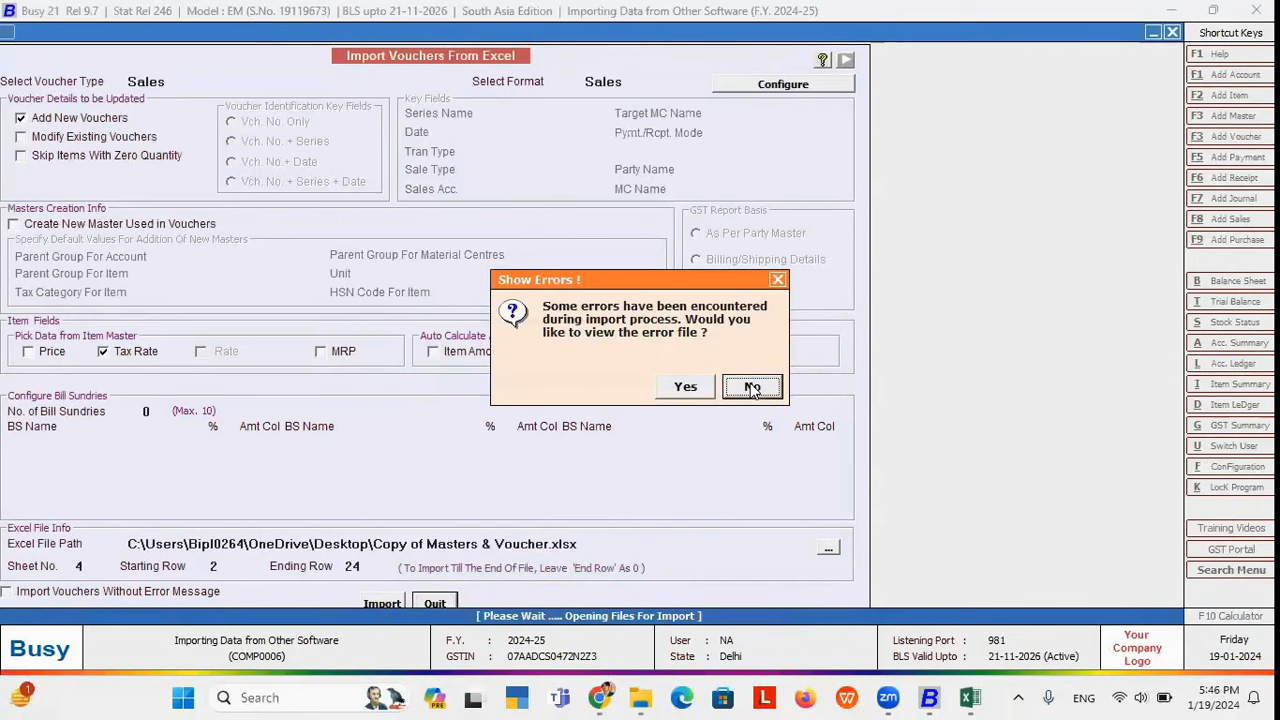 Busy 21 Rel 9.7 | Stat Rel 246 | Model : EM (S.No. 19119673) | BLS upto 21-11-2026 | South Asia Edition | Importing Data from Other Software (F.Y. 2024-25)
Shortcut Keys
Import Vouchers From Excel
?
Select Voucher Type Sales Select Format Sales Configure
Voucher Details to be Updated
Add New Vouchers
Modify Existing Vouchers
Skip Items With Zero Quantity
Voucher Identification Key Fields
Vch. No. Only
Vch. No. + Series
Vch. No.+ Date
Vch. No. + Series + Date
Key Fields
Series Name Target MC Name
Date Pymt./Rcpt. Mode
Tran Type
Sale Type Party Name
Sales Acc. MC Name
Masters Creation Info
Create New Master Used in Vouchers
Specify Default Values For Addition Of New Masters
Parent Group For Account Parent Group For Material Centres
Parent Group For Item Unit
Tax Category For Item HSN Code For Item
GST Report Basis
As Per Party Master
Billing/Shipping Details
Show Errors !
Some errors have been encountered
during import process. Would you
like to view the error file ?
Yes No
Item Fields
Pick Data from Item Master
Price Tax Rate Rate MRP
Auto Calculate
Item Amo
Configure Bill Sundries
No. of Bill Sundries 0 (Max. 10)
BS Name % Amt Col BS Name % Amt Col BS Name % Amt Col
Excel File Info
Excel File Path C:\Users\Bipl0264\OneDrive\Desktop\Copy of Masters & Voucher.xlsx ...
Sheet No. 4 Starting Row 2 Ending Row 24 ( To Import Till The End Of File, Leave 'End Row' As 0 )
Import Vouchers Without Error Message
Import Quit
[ Please Wait ..... Opening Files For Import ]
F1 Help
F1 Add Account
F2 Add Item
F3 Add Master
F3 Add Voucher
F5 Add Payment
F6 Add Receipt
F7 Add Journal
F8 Add Sales
F9 Add Purchase
B Balance Sheet
T Trial Balance
S Stock Status
A Acc. Summary
L Acc. Ledger
I Item Summary
D Item LeDger
G GST Summary
U Switch User
F Configuration
K LocK Program
Training Videos
GST Portal
Search Menu
F10 Calculator
Busy
Importing Data from Other Software
(COMP0006)
F.Y. : 2024-25
GSTIN : 07AADCS0472N2Z3
User : NA
State : Delhi
Listening Port : 981
BLS Valid Upto : 21-11-2026 (Active)
Your
Company
Logo
Friday
19-01-2024
1
Search
PRE
ENG
5:46 PM
1/19/2024